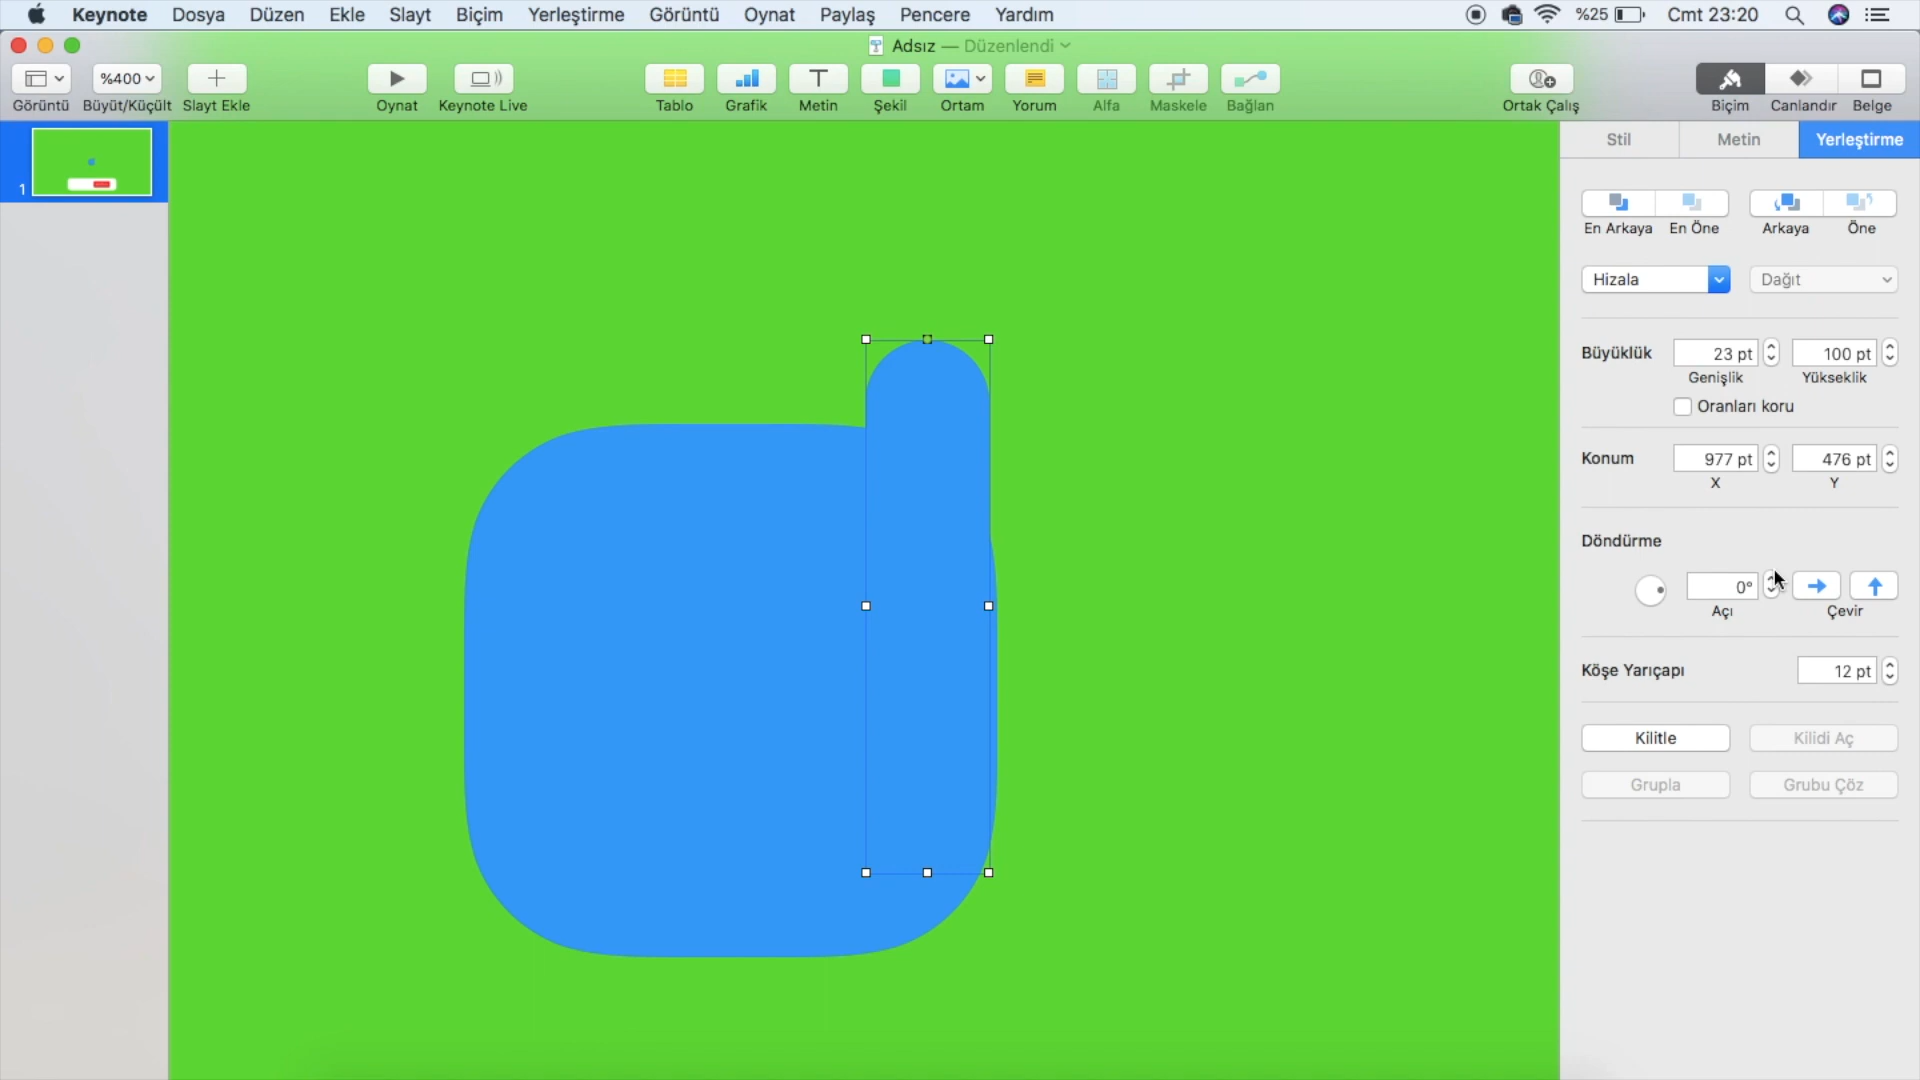 Keynote Dosya Düzen Ekle Slayt Biçim Yerleştirme Görüntü Oynat Paylaş Pencere Yardım %25 Cmt 23:20
Adsız — Düzenlendi
%400
Görüntü Büyüt/Küçült Slayt Ekle Oynat Keynote Live Tablo Grafik Metin Şekil Ortam Yorum Alfa Maskele Bağlan Ortak Çalış Biçim Canlandır Belge
Stil Metin Yerleştirme
1
En Arkaya En Öne Arkaya Öne
Hizala Dağıt
Büyüklük 23 pt 100 pt
Genişlik Yükseklik
Oranları koru
Konum 977 pt 476 pt
X Y
Döndürme
0°
Açı Çevir
Köşe Yarıçapı 12 pt
Kilitle Kilidi Aç
Grupla Grubu Çöz